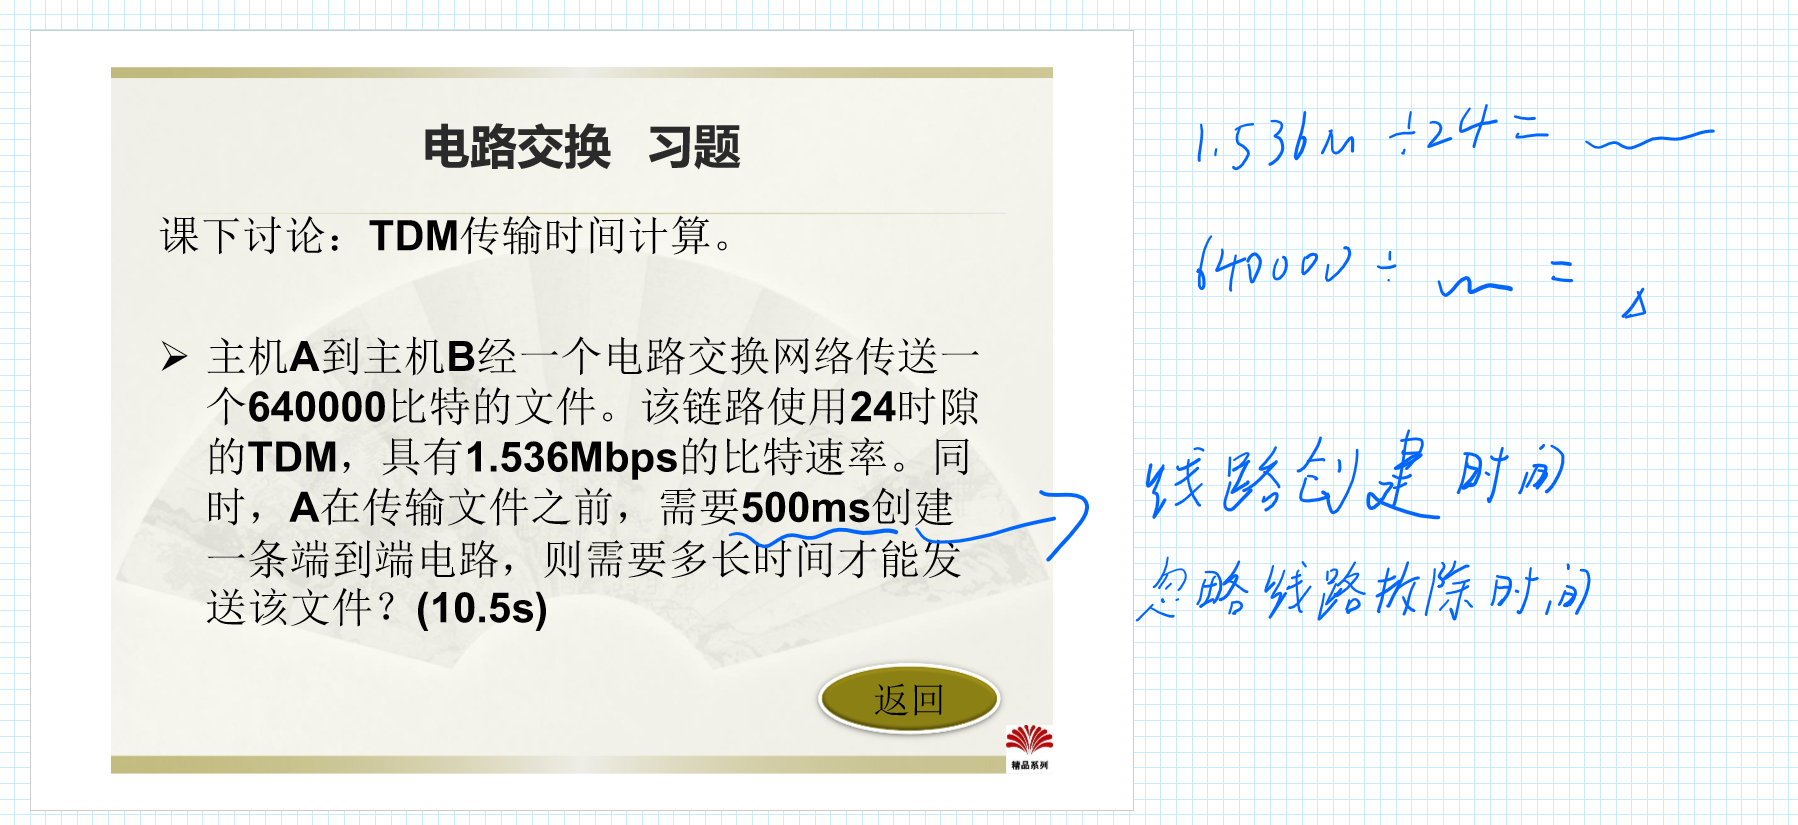 电路交换 习题
课下讨论：TDM传输时间计算。
➢ 主机A到主机B经一个电路交换网络传送一
个640000比特的文件。该链路使用24时隙
的TDM，具有1.536Mbps的比特速率。同
时，A在传输文件之前，需要500ms创建
一条端到端电路，则需要多长时间才能发
送该文件？(10.5s)
返回
精品系列
1.536M ÷24 =
640000 ÷ =
线路创建时间
忽略线路拆除时间